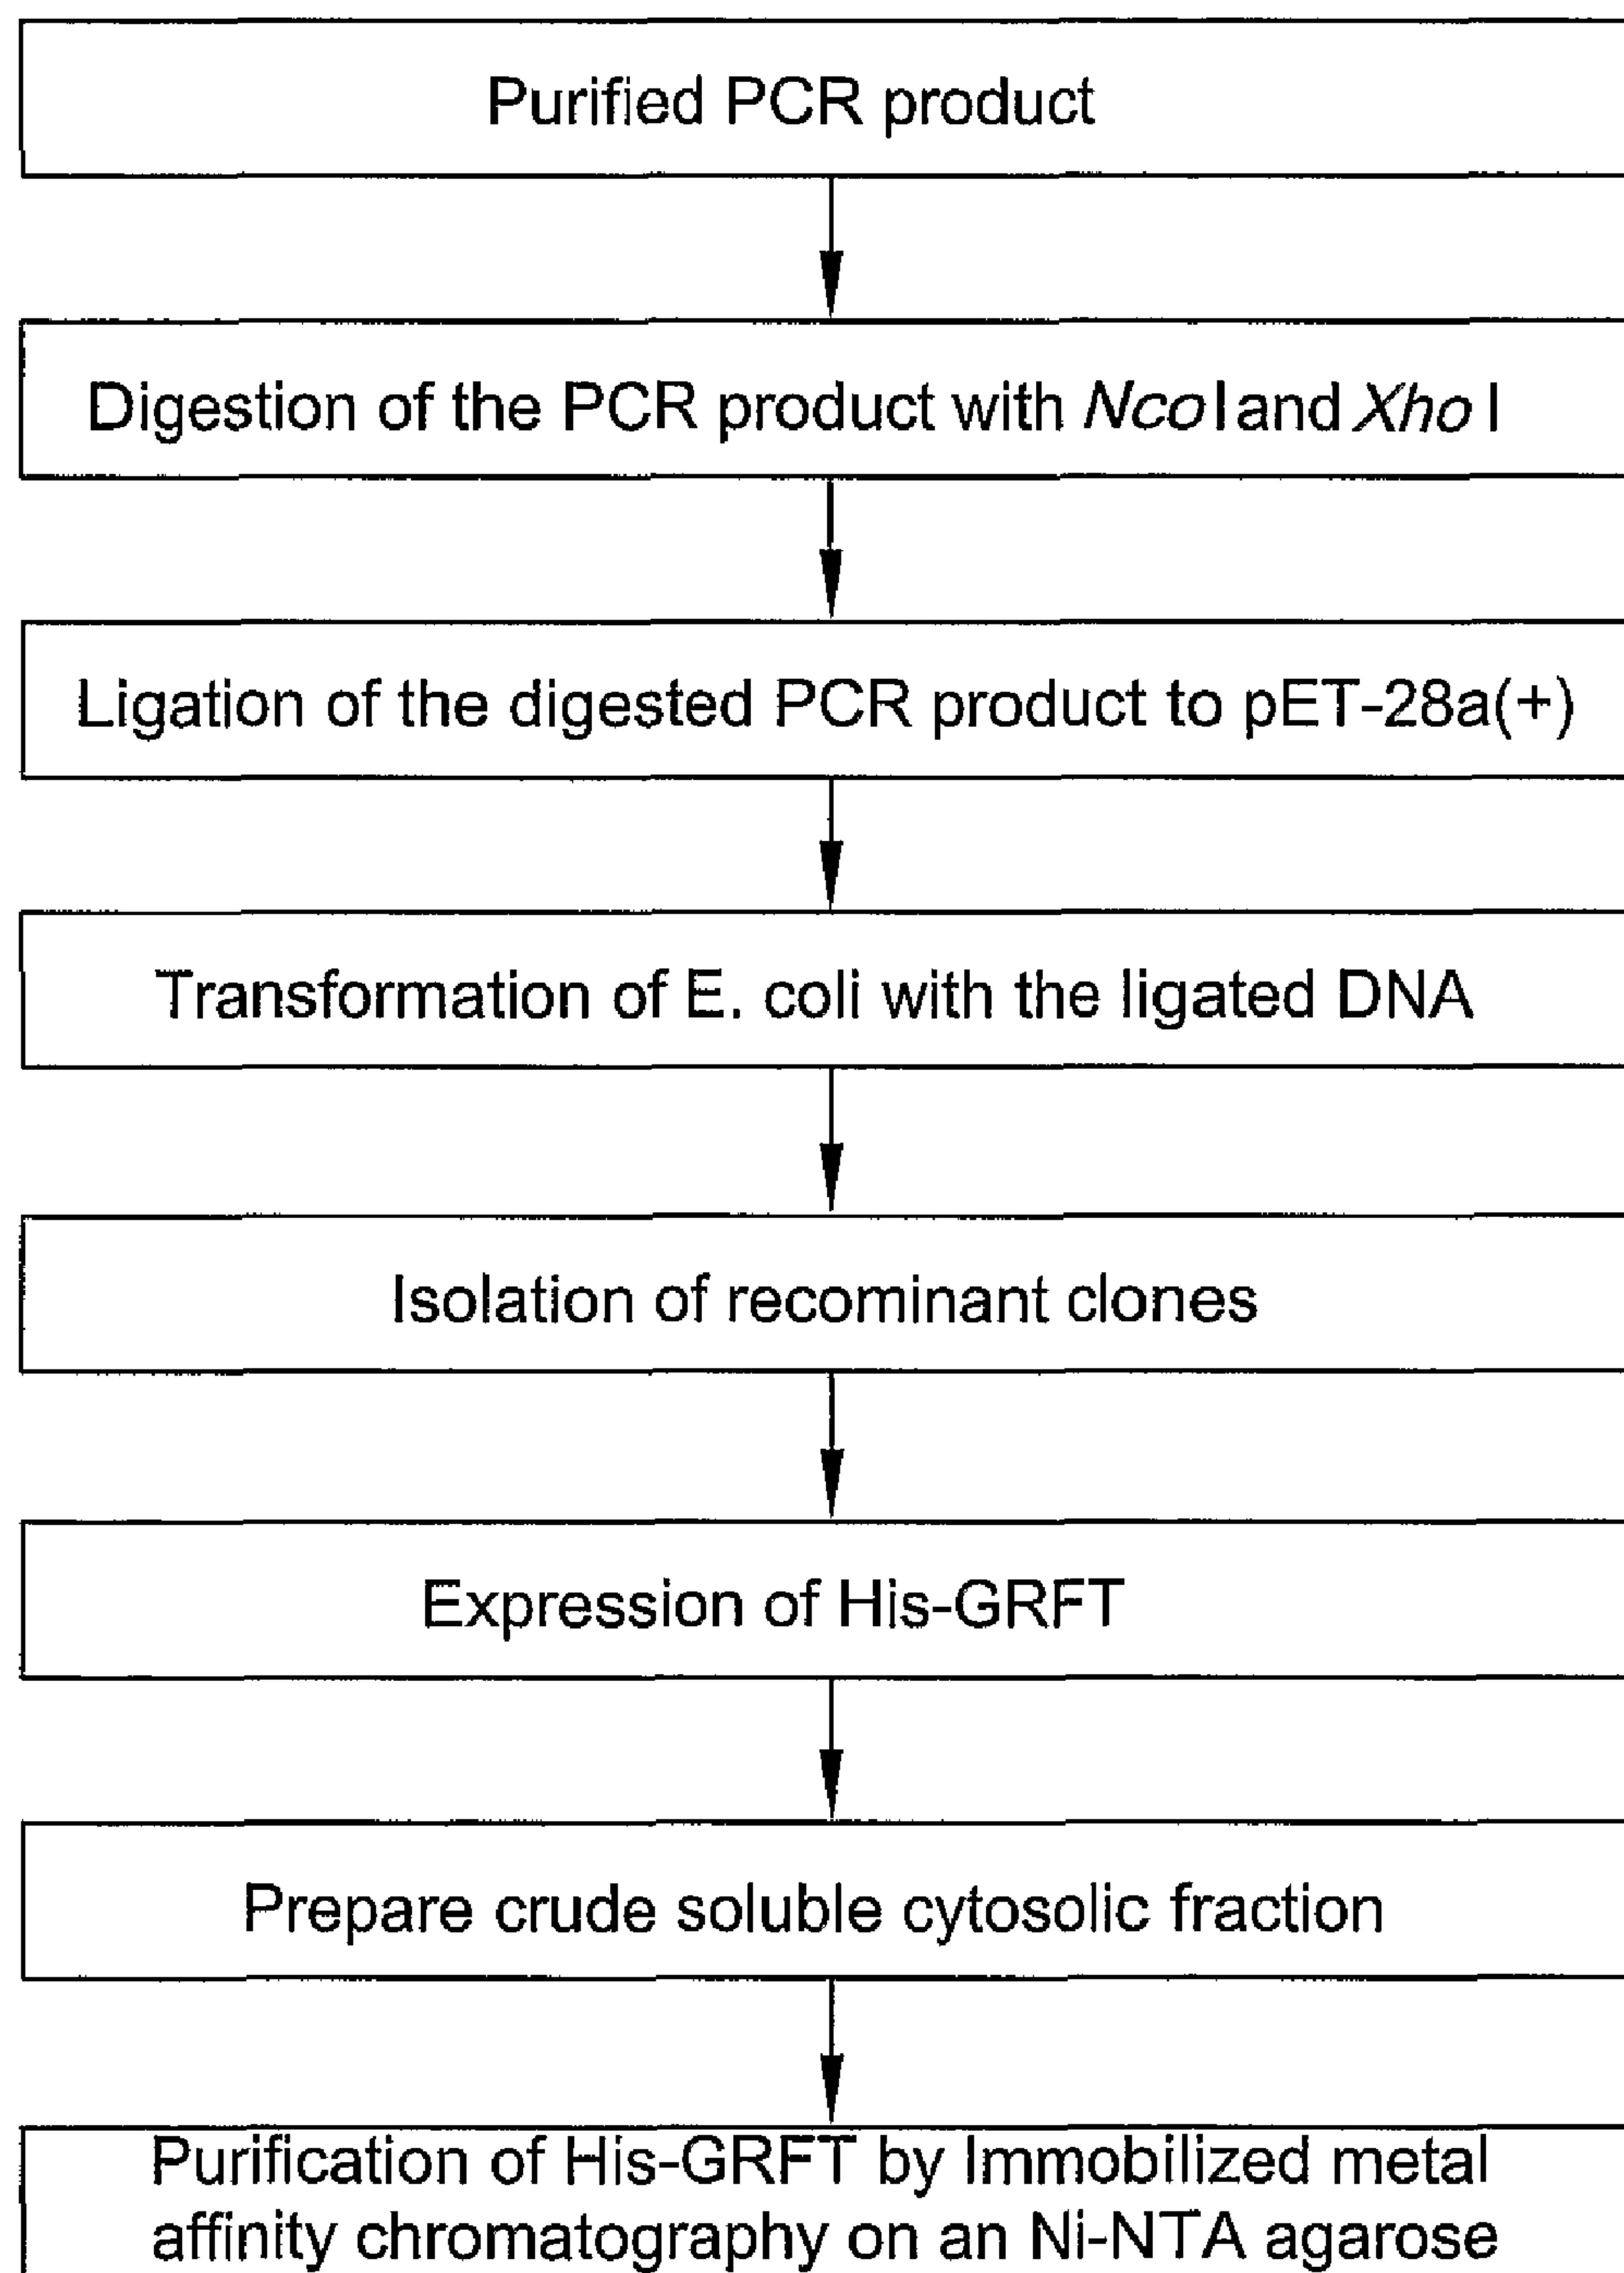 Purified PCR product
Digestion of the PCR product with Nco I and Xho I
Ligation of the digested PCR product to pET-28a(+)
Transformation of E. coli with the ligated DNA
Isolation of recominant clones
Expression of His-GRFT
Prepare crude soluble cytosolic fraction
Purification of His-GRFT by Immobilized metal
affinity chromatography on an Ni-NTA agarose